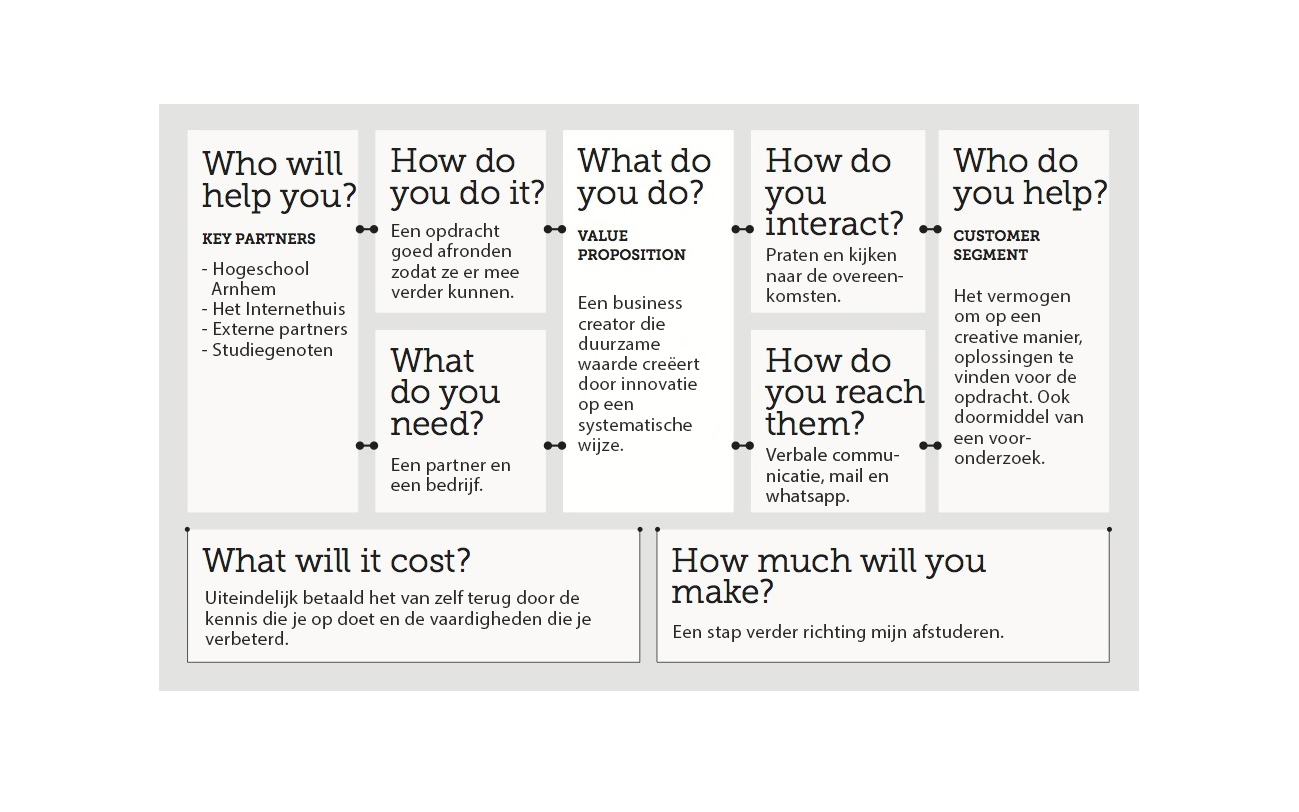 Who will
help you?
KEY PARTNERS
- Hogeschool
Arnhem
- Het Internethuis
- Externe partners
- Studiegenoten
How do
you do it?
Een opdracht
goed afronden
zodat ze er mee
verder kunnen.
What
do you
need?
Een partner en
een bedrijf.
What do
you do?
VALUE
PROPOSITION
Een business
creator die
duurzame
waarde creëert
door innovatie
op een
systematische
wijze.
How do
you
interact?
Praten en kijken
naar de overeen-
komsten.
How do
you reach
them?
Verbale commu-
nicatie, mail en
whatsapp.
Who do
you help?
CUSTOMER
SEGMENT
Het vermogen
om op een
creative manier,
oplossingen te
vinden voor de
opdracht. Ook
doormiddel van
een voor-
onderzoek.
What will it cost?
Uiteindelijk betaald het van zelf terug door de
kennis die je op doet en de vaardigheden die je
verbeterd.
How much will you
make?
Een stap verder richting mijn afstuderen.